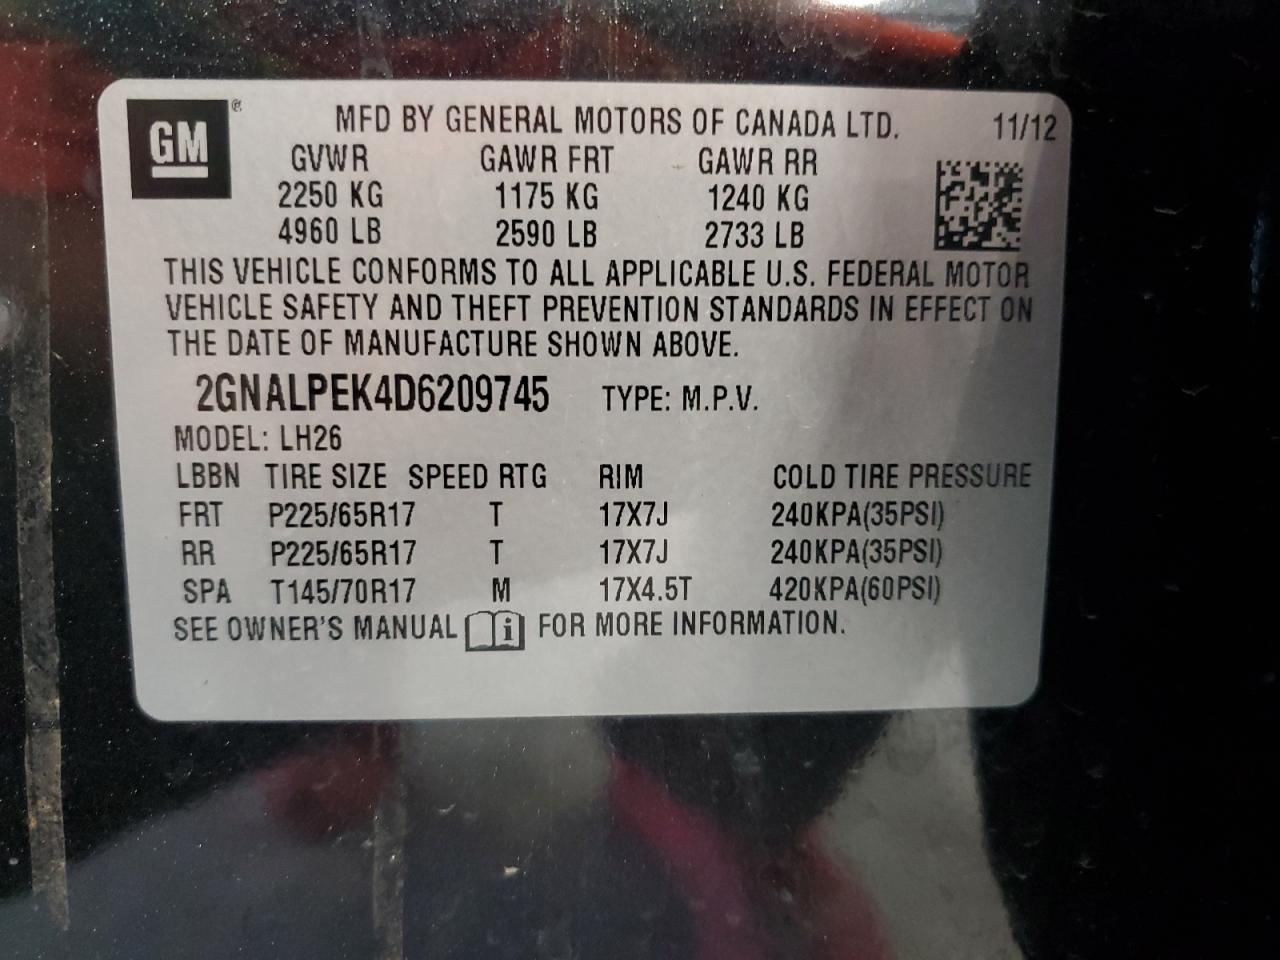 GM ® MFD BY GENERAL MOTORS OF CANADA LTD. 11/12
GVWR GAWR FRT GAWR RR
2250 KG 1175 KG 1240 KG
4960 LB 2590 LB 2733 LB
THIS VEHICLE CONFORMS TO ALL APPLICABLE U.S. FEDERAL MOTOR
VEHICLE SAFETY AND THEFT PREVENTION STANDARDS IN EFFECT ON
THE DATE OF MANUFACTURE SHOWN ABOVE.
2GNALPEK4D6209745 TYPE: M.P.V.
MODEL: LH26
LBBN TIRE SIZE SPEED RTG RIM COLD TIRE PRESSURE
FRT P225/65R17 T 17X7J 240KPA(35PSI)
RR P225/65R17 T 17X7J 240KPA(35PSI)
SPA T145/70R17 M 17X4.5T 420KPA(60PSI)
SEE OWNER'S MANUAL i FOR MORE INFORMATION.